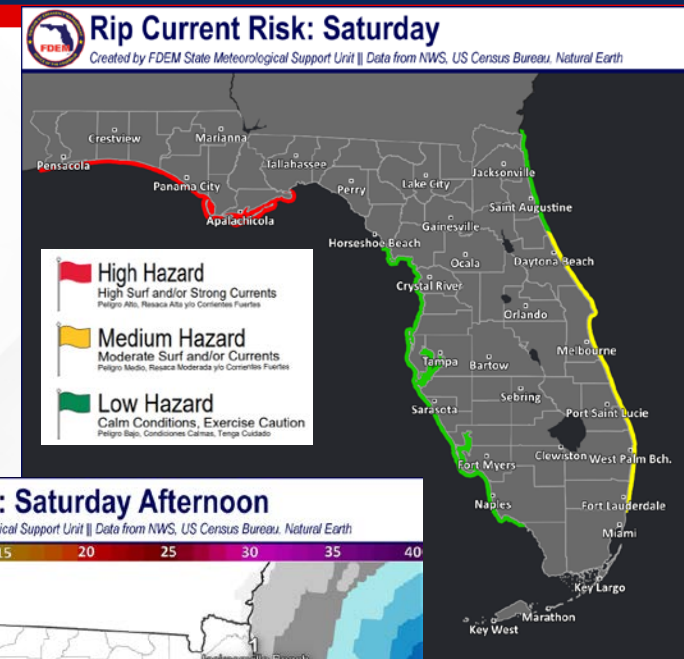 FDEM
Rip Current Risk: Saturday
Created by FDEM State Meteorological Support Unit || Data from NWS, US Census Bureau, Natural Earth
Crestview
Marianna
Pensacola
Tallahassee
Panama City
Apalachicola
Perry
Lake City
Jacksonville
Saint Augustine
Gainesville
Horseshoe Beach
Ocala
Daytona Beach
Crystal River
Orlando
Melbourne
Tampa
Bartow
Sebring
Sarasota
Port Saint Lucie
Fort Myers
Clewiston
West Palm Bch.
Naples
Fort Lauderdale
Miami
Key Largo
Marathon
Key West
High Hazard
High Surf and/or Strong Currents
Peligro Alto, Resaca Alta y/o Corrientes Fuertes
Medium Hazard
Moderate Surf and/or Currents
Peligro Medio, Resaca Moderada y/o Corrientes Fuertes
Low Hazard
Calm Conditions, Exercise Caution
Peligro Bajo, Condiciones Calmas, Tenga Cuidado
: Saturday Afternoon
ical Support Unit || Data from NWS, US Census Bureau, Natural Earth
15 20 25 30 35 40
1